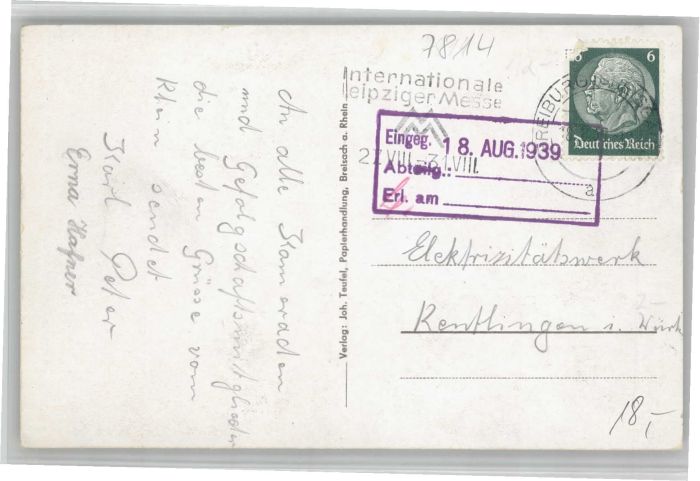 An alle Kameraden
und Gefolgschaftsmitglieder
die besten Grüsse vom
Rhein sendet
Karl Peter
Erna Hafner
Verlag: Joh. Teufel, Papierhandlung, Breisach a. Rhein
7814
Internationale
Leipziger Messe
27.VIII.-31.VIII.
FREIBURG
a
6 6
Deutsches Reich
Eingeg. 18. AUG. 1939
Abteilg.:
Erl. am
Elektrizitätswerk
Reutlingen i. Württ
18,-